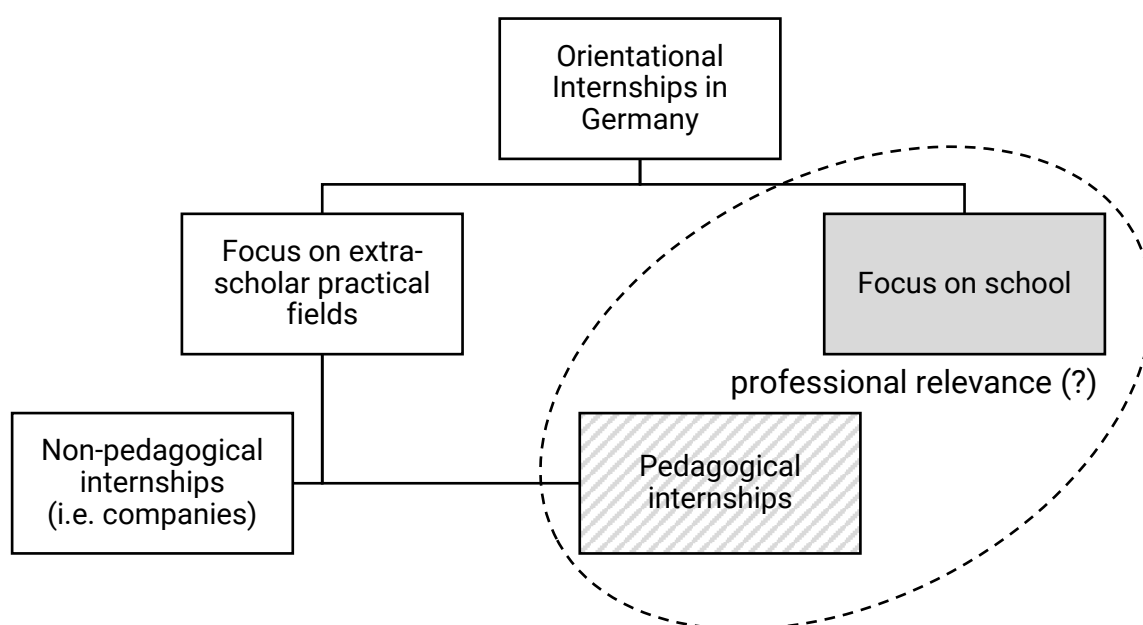 Orientational
Internships in
Germany
Focus on extra-
scholar practical
fields
Focus on school
professional relevance (?)
Non-pedagogical
internships
(i.e. companies)
Pedagogical
internships